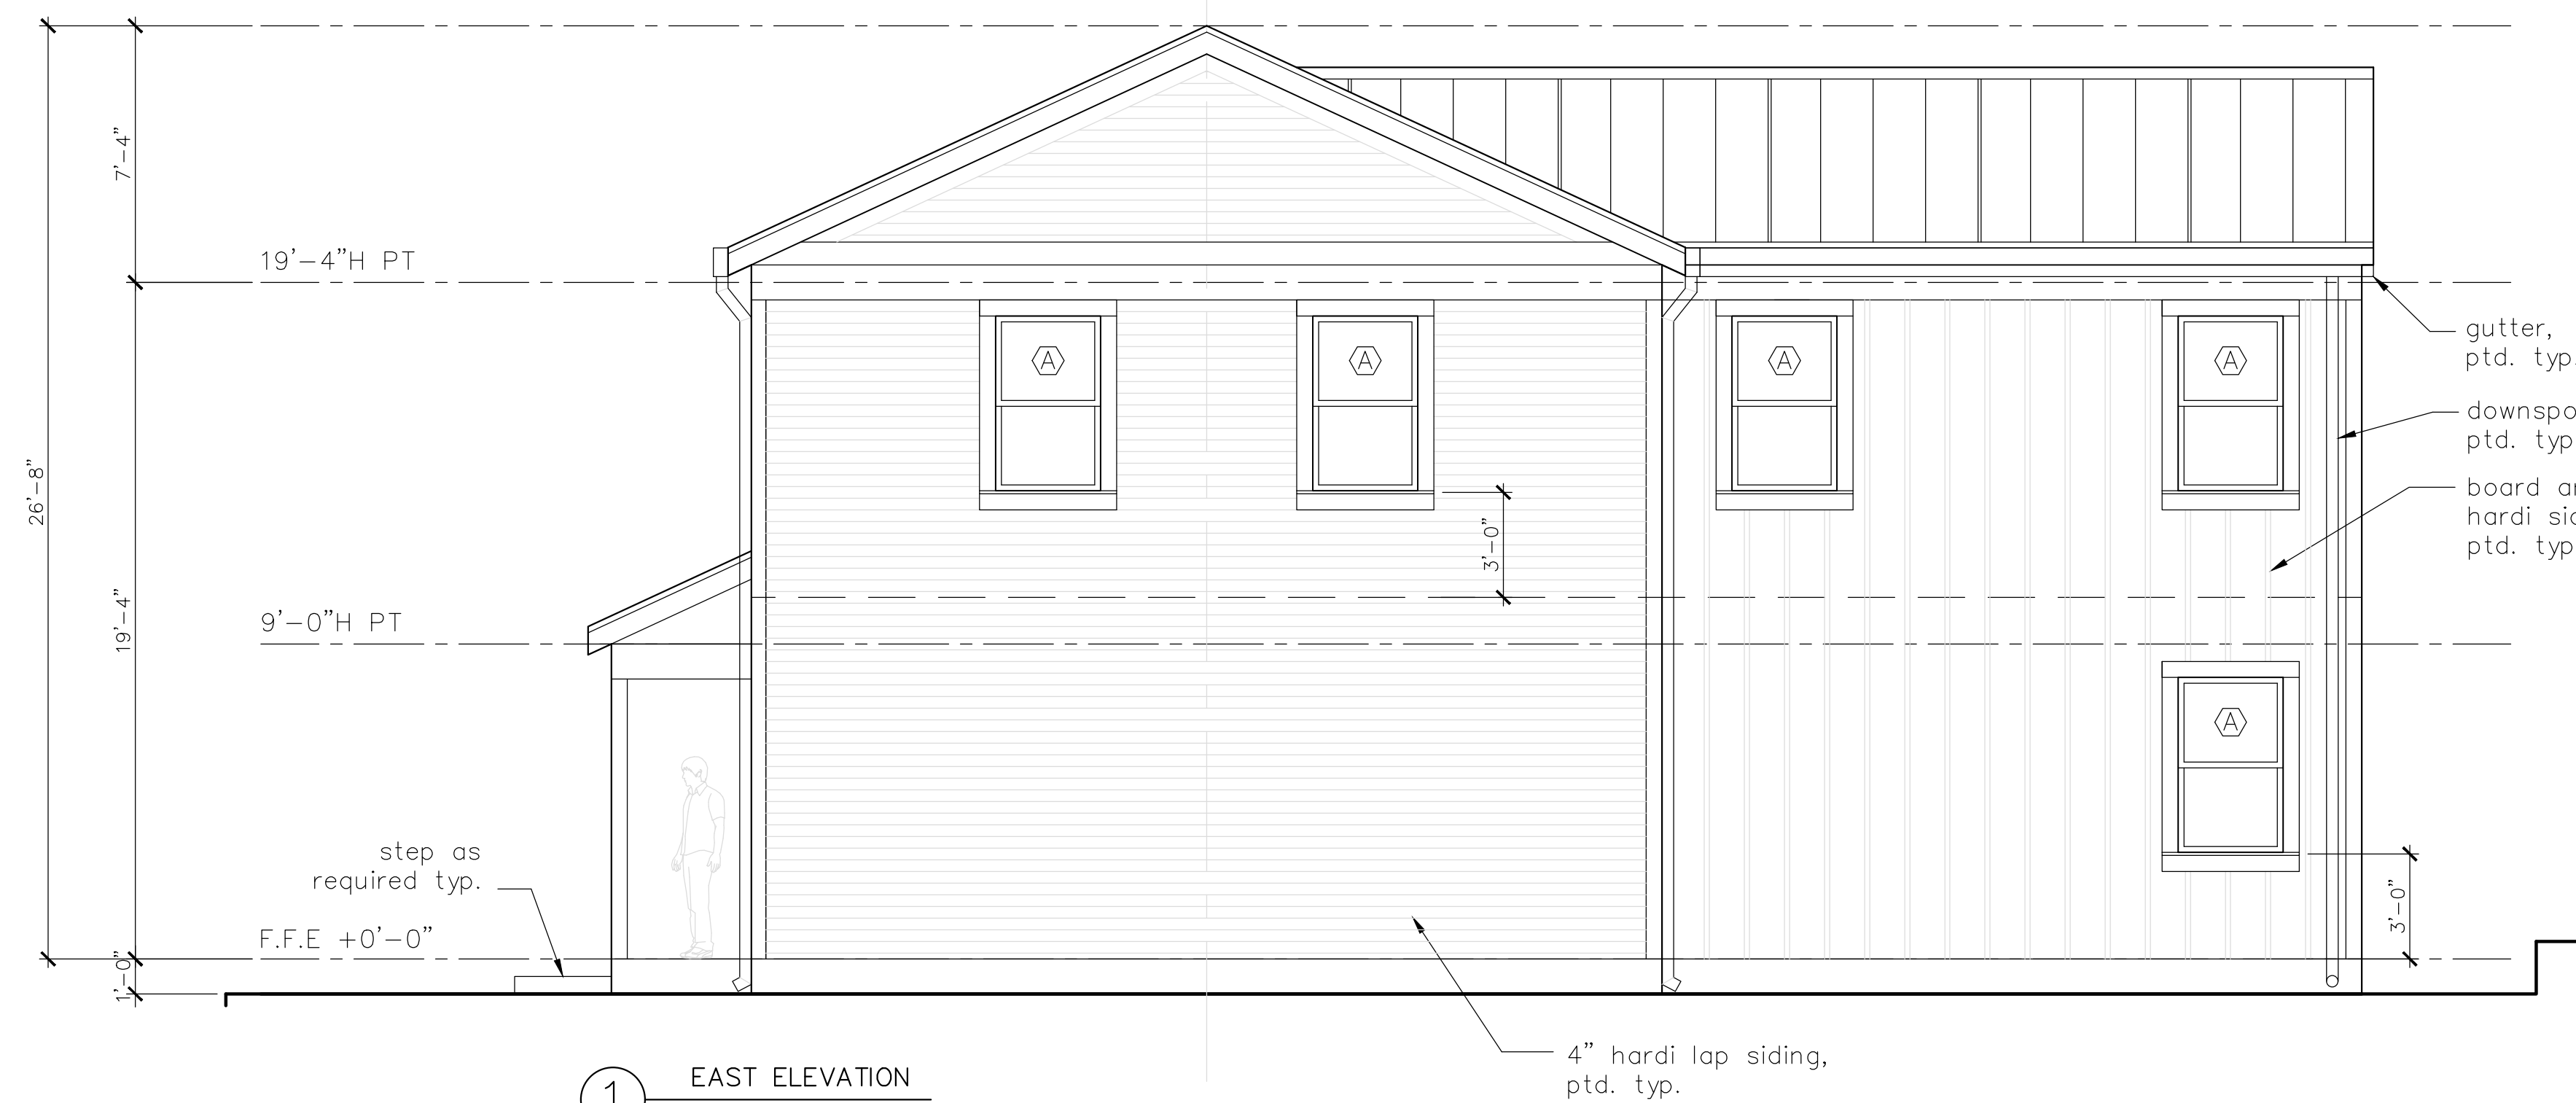 7'-4"
19'-4"H PT
26'-8"
19'-4"
9'-0"H PT
A
A
A
A
A
3'-0"
3'-0"
gutter,
ptd. typ.
ptd. typ
board
hardi
ptd. typ
step as
required typ.
F.F.E +0'-0"
1'-0"
4" hardi lap siding,
ptd. typ.
1
EAST ELEVATION